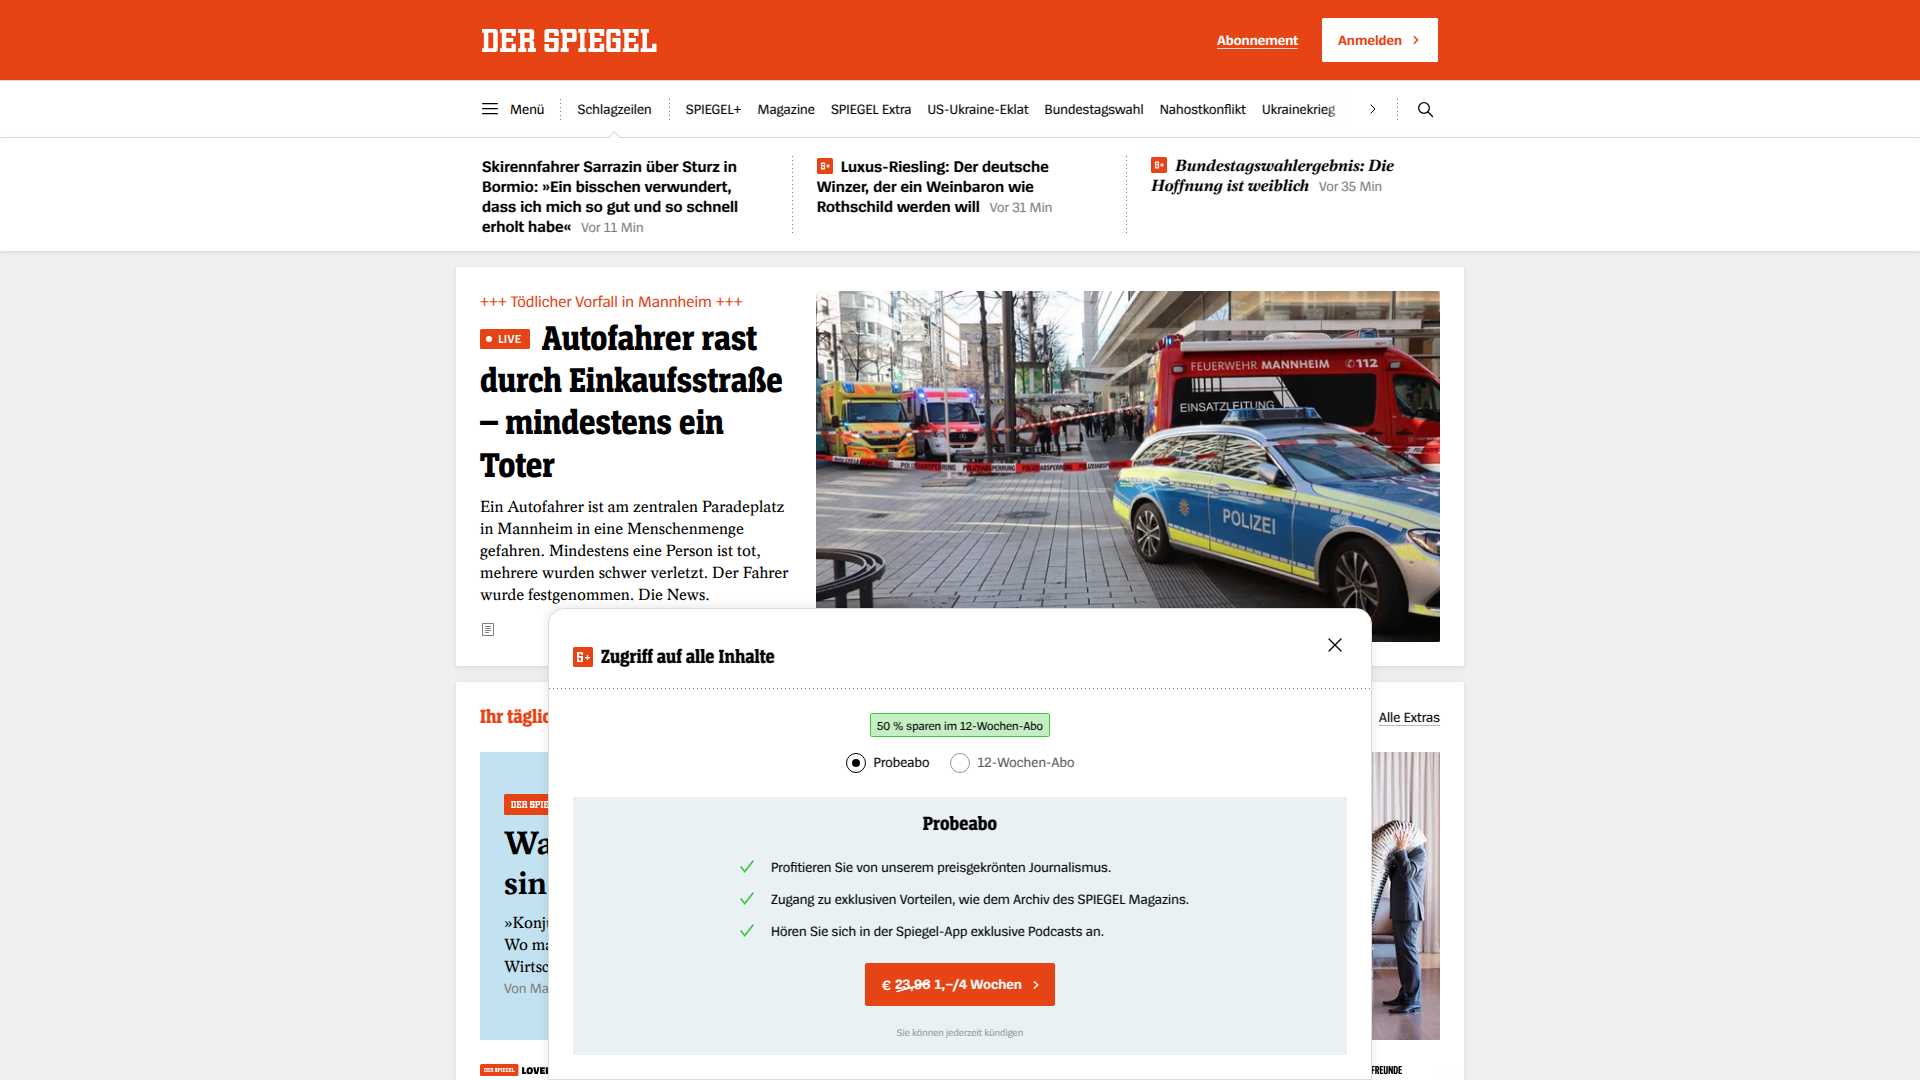 DER SPIEGEL
Abonnement
Anmelden
Menü
Schlagzeilen
SPIEGEL+
Magazine
SPIEGEL Extra
US-Ukraine-Eklat
Bundestagswahl
Nahostkonflikt
Ukrainekrieg
Skirennfahrer Sarrazin über Sturz in
Bormio: »Ein bisschen verwundert,
dass ich mich so gut und so schnell
erholt habe« Vor 11 Min
Luxus-Riesling: Der deutsche
Winzer, der ein Weinbaron wie
Rothschild werden will Vor 31 Min
Bundestagswahlergebnis: Die
Hoffnung ist weiblich Vor 35 Min
+++ Tödlicher Vorfall in Mannheim +++
LIVE Autofahrer rast
durch Einkaufsstraße
– mindestens ein
Toter
Ein Autofahrer ist am zentralen Paradeplatz
in Mannheim in eine Menschenmenge
gefahren. Mindestens eine Person ist tot,
mehrere wurden schwer verletzt. Der Fahrer
wurde festgenommen. Die News.
FEUERWEHR MANNHEIM 112
EINSATZLEITUNG
POLIZEIABSPERRUNG POLIZEIABSPERRUNG
POLIZEI
Zugriff auf alle Inhalte
50 % sparen im 12-Wochen-Abo
Probeabo
12-Wochen-Abo
Probeabo
Profitieren Sie von unserem preisgekrönten Journalismus.
Zugang zu exklusiven Vorteilen, wie dem Archiv des SPIEGEL Magazins.
Hören Sie sich in der Spiegel-App exklusive Podcasts an.
€ 23,96 1,–/4 Wochen
Sie können jederzeit kündigen
Ihr täglic
Alle Extras
DER SPIE
Wa
sin
»Konj
Wo ma
Wirtsc
Von Ma
DER SPIEGEL LOVE
FREUNDE